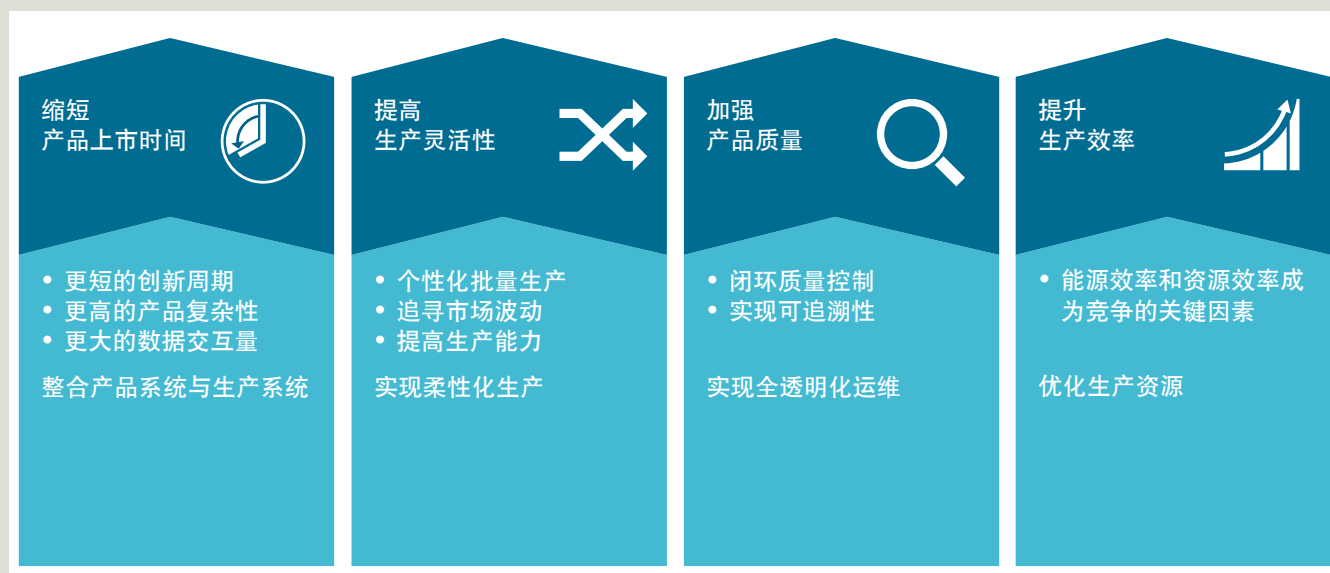 缩短
产品上市时间
• 更短的创新周期
• 更高的产品复杂性
• 更大的数据交互量
整合产品系统与生产系统
提高
生产灵活性
• 个性化批量生产
• 追寻市场波动
• 提高生产能力
实现柔性化生产
加强
产品质量
• 闭环质量控制
• 实现可追溯性
实现全透明化运维
提升
生产效率
• 能源效率和资源效率成
为竞争的关键因素
优化生产资源